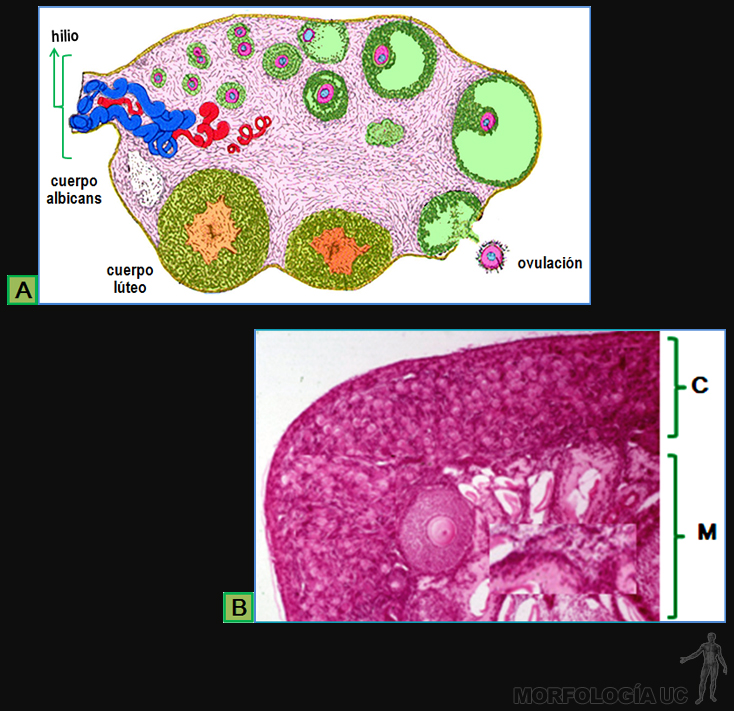 hilio
cuerpo
albicans
cuerpo
lúteo
ovulación
A
C
M
B
MORFOLOGÍA UC